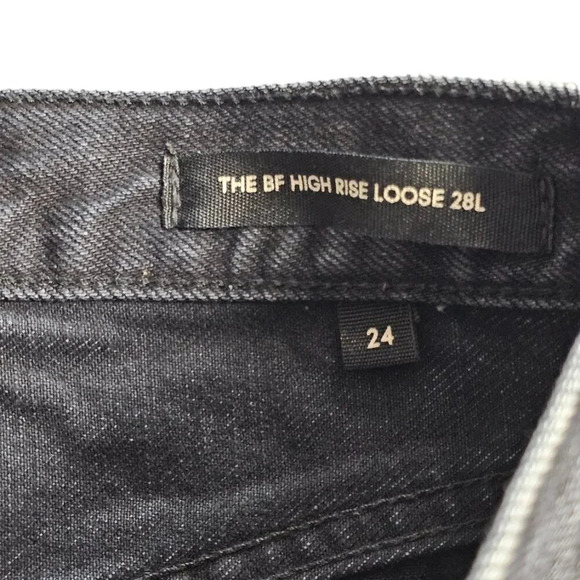 THE BF HIGH RISE LOOSE 28L
24